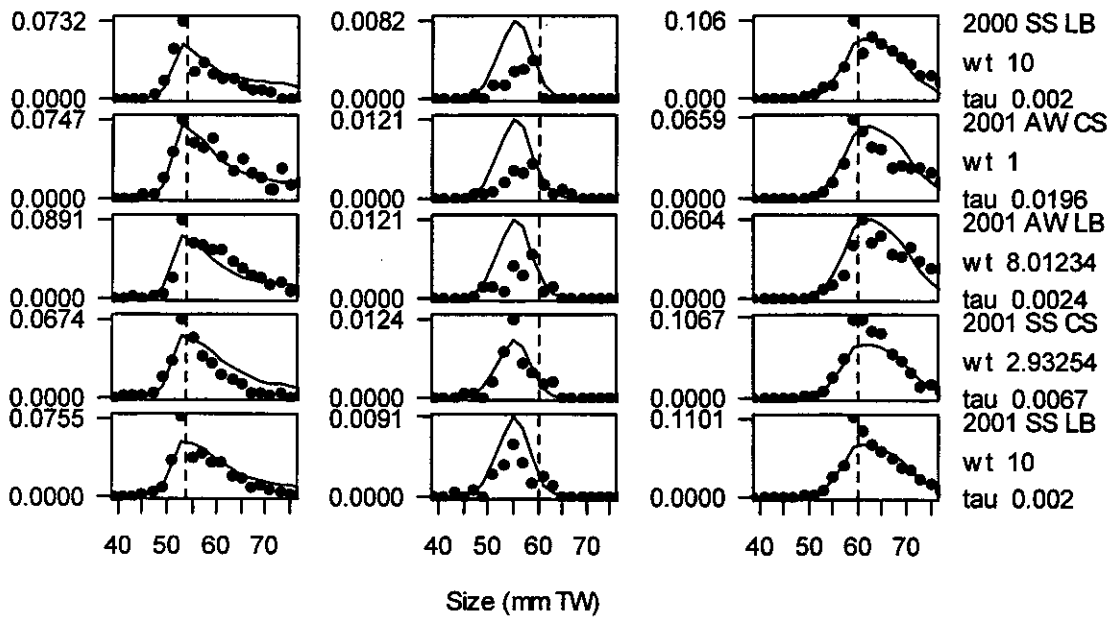 0.0732 0.0082 0.106 2000 SS LB
wt 10
0.0000 0.0000 0.000 tau 0.002
0.0747 0.0121 0.0659 2001 AW CS
wt 1
0.0000 0.0000 0.0000 tau 0.0196
0.0891 0.0121 0.0604 2001 AW LB
wt 8.01234
0.0000 0.0000 0.0000 tau 0.0024
0.0674 0.0124 0.1067 2001 SS CS
wt 2.93254
0.0000 0.0000 0.0000 tau 0.0067
0.0755 0.0091 0.1101 2001 SS LB
wt 10
0.0000 0.0000 0.0000 tau 0.002
40 50 60 70 40 50 60 70 40 50 60 70
Size (mm TW)